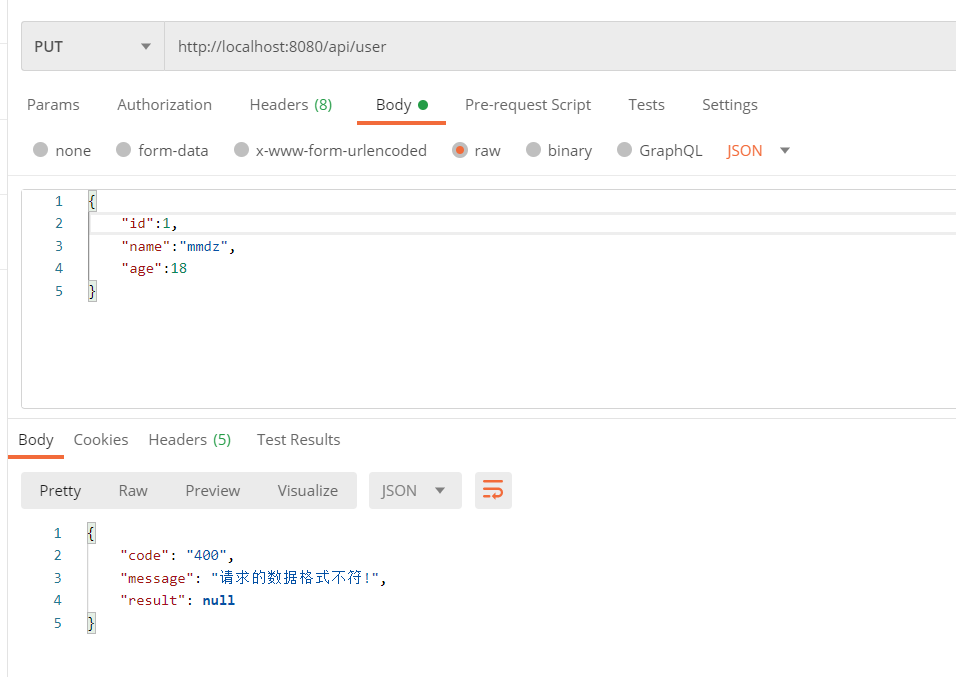 PUT http://localhost:8080/api/user
Params Authorization Headers (8) Body Pre-request Script Tests Settings
none form-data x-www-form-urlencoded raw binary GraphQL JSON
1 {
2 "id":1,
3 "name":"mmdz",
4 "age":18
5 }
Body Cookies Headers (5) Test Results
Pretty Raw Preview Visualize JSON
1 {
2 "code": "400",
3 "message": "请求的数据格式不符!",
4 "result": null
5 }